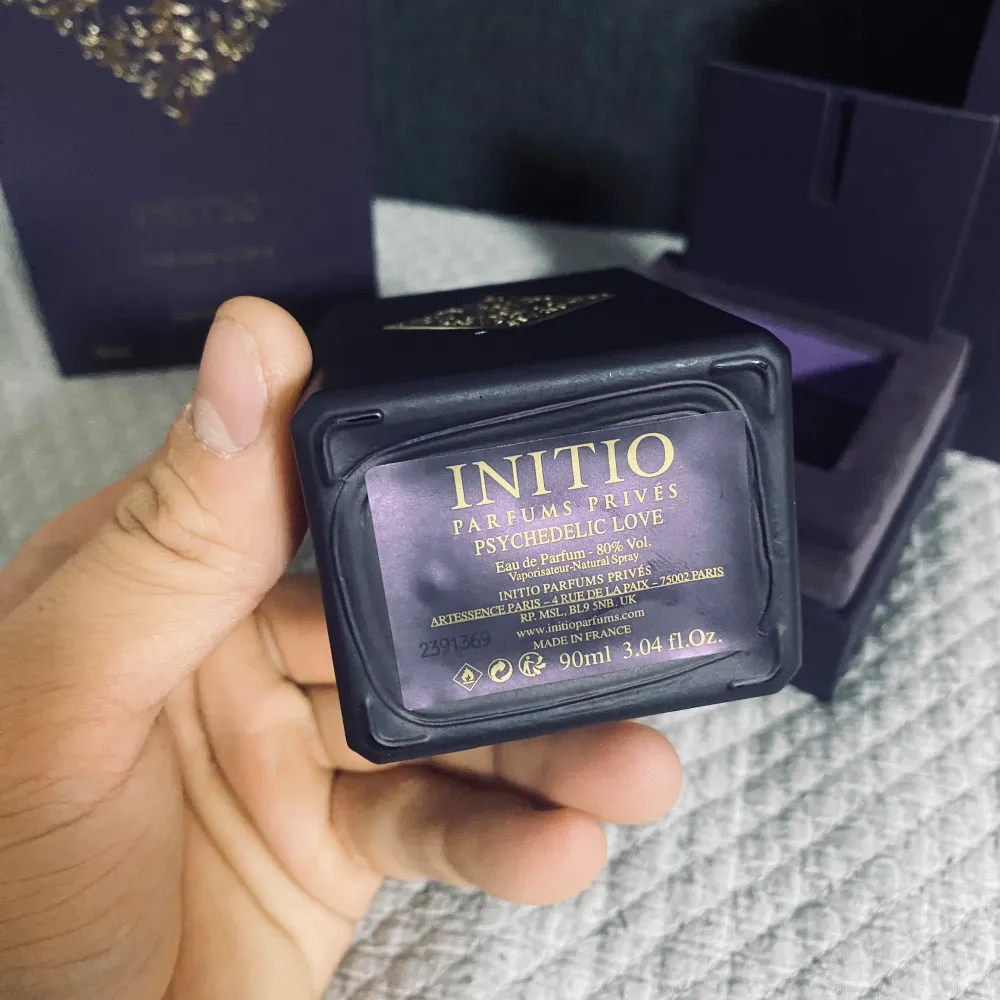 INITIO
INITIO
PARFUMS PRIVÉS
PSYCHEDELIC LOVE
Eau de Parfum - 80% Vol.
Vaporisateur-Natural Spray
INITIO PARFUMS PRIVÉS
ARTESSENCE PARIS – 4 RUE DE LA PAIX – 75002 PARIS
RP. MSL, BL9 5NB, UK
www.initioparfums.com
MADE IN FRANCE
2391369
90ml 3.04 fl.Oz.